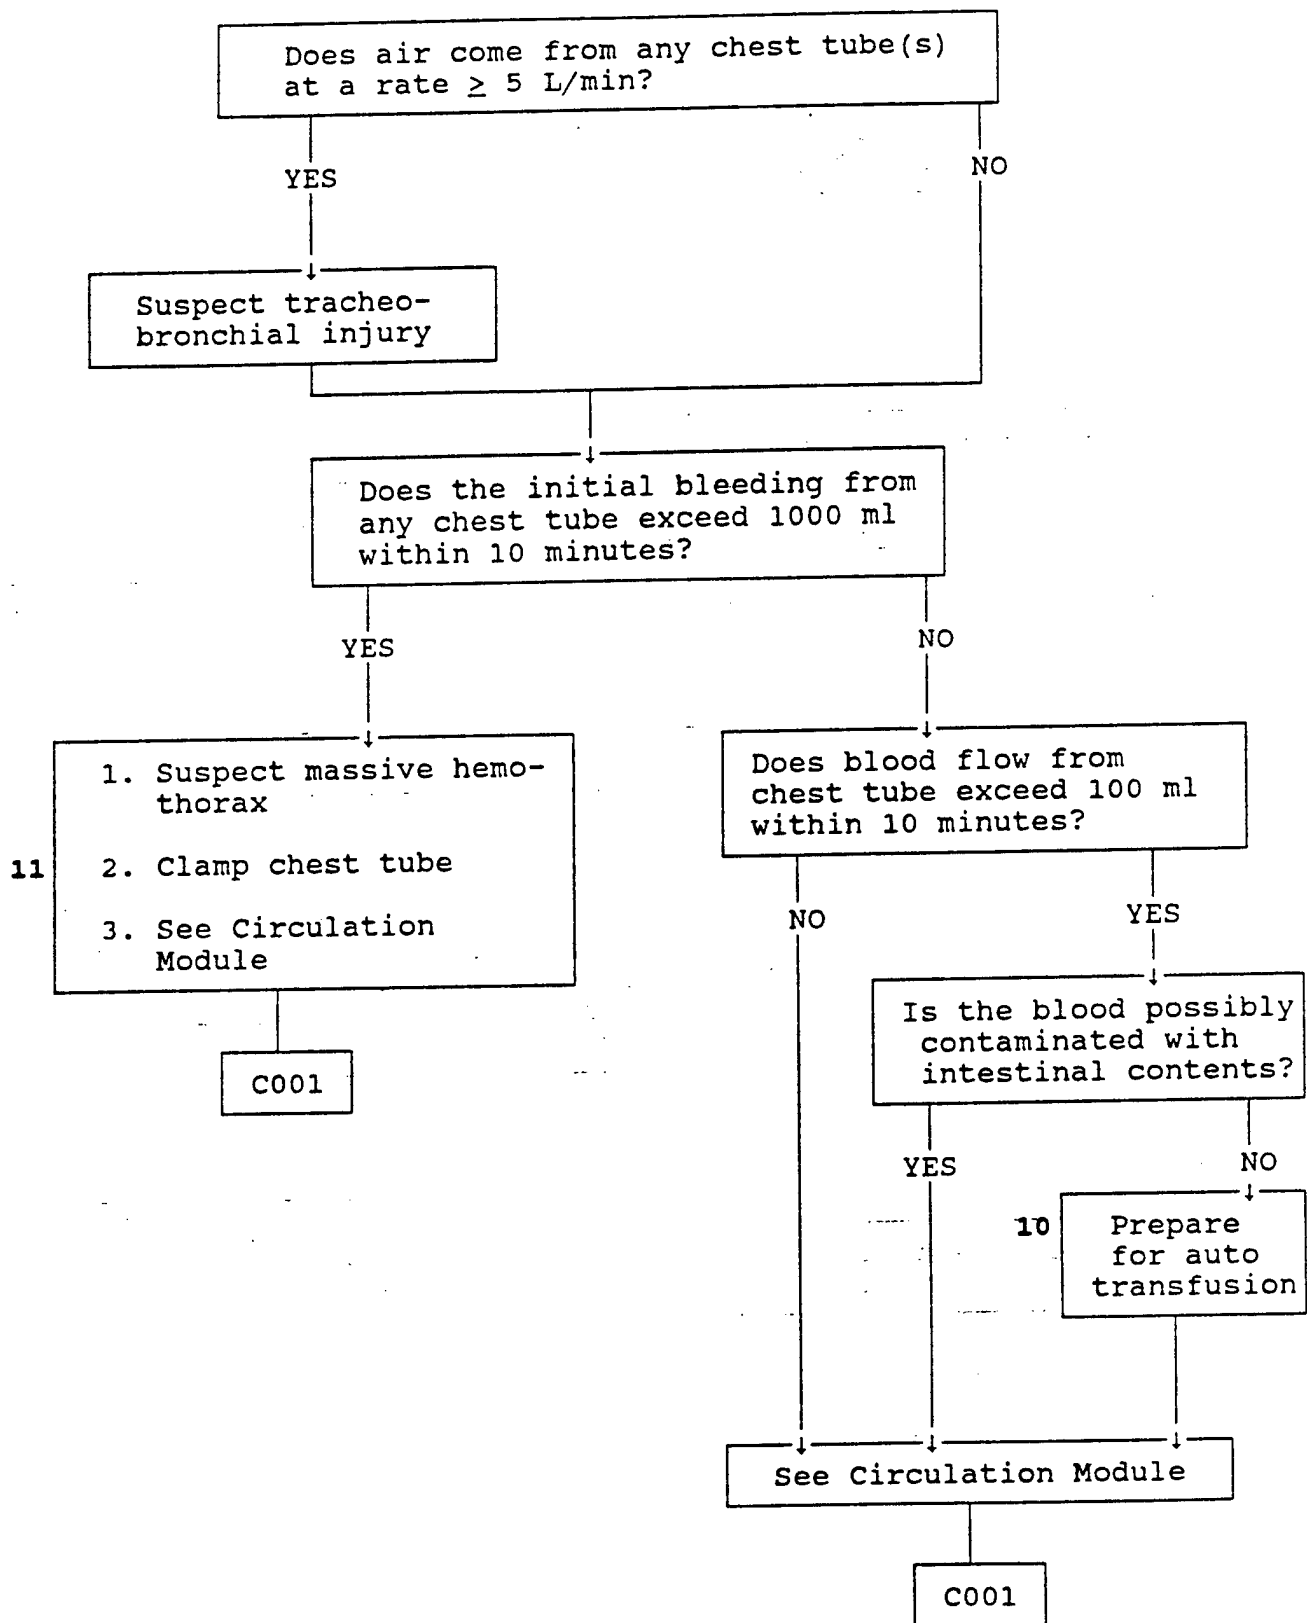 Does air come from any chest tube(s)
at a rate ≥ 5 L/min?
YES
NO
Suspect tracheo-
bronchial injury
Does the initial bleeding from
any chest tube exceed 1000 ml
within 10 minutes?
YES
NO
11
1. Suspect massive hemo-
thorax
2. Clamp chest tube
3. See Circulation
Module
C001
Does blood flow from
chest tube exceed 100 ml
within 10 minutes?
NO
YES
Is the blood possibly
contaminated with
intestinal contents?
YES
NO
10
Prepare
for auto
transfusion
See Circulation Module
C001